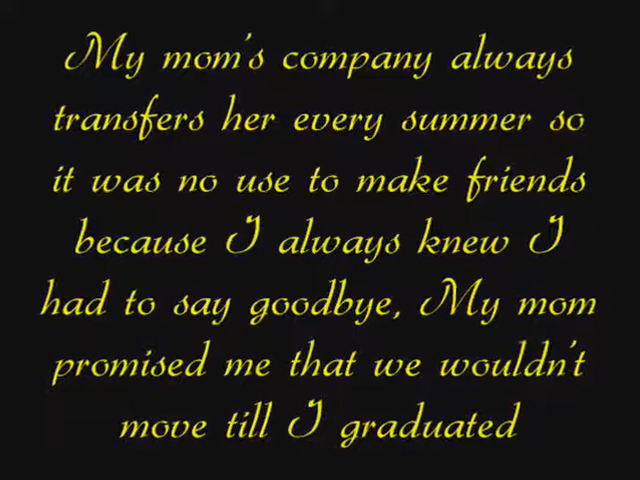 My mom's company always
transfers her every summer so
it was no use to make friends
because I always knew I
had to say goodbye, My mom
promised me that we wouldn't
move till I graduated